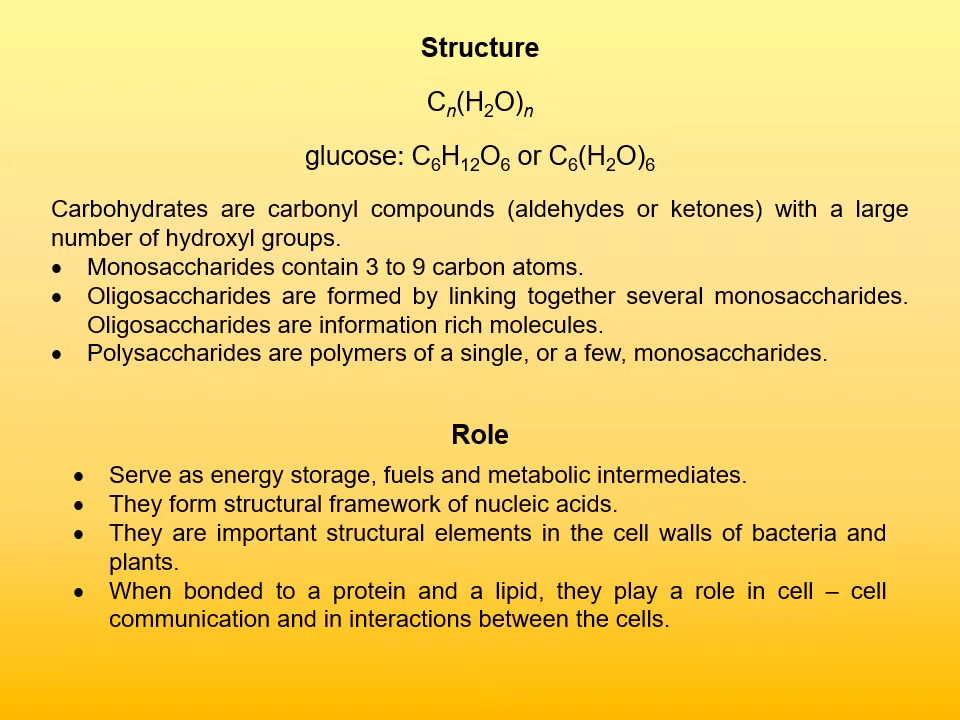 Structure
Cₙ(H₂O)ₙ
glucose: C₆H₁₂O₆ or C₆(H₂O)₆
Carbohydrates are carbonyl compounds (aldehydes or ketones) with a large
number of hydroxyl groups.
• Monosaccharides contain 3 to 9 carbon atoms.
• Oligosaccharides are formed by linking together several monosaccharides.
Oligosaccharides are information rich molecules.
• Polysaccharides are polymers of a single, or a few, monosaccharides.
Role
• Serve as energy storage, fuels and metabolic intermediates.
• They form structural framework of nucleic acids.
• They are important structural elements in the cell walls of bacteria and
plants.
• When bonded to a protein and a lipid, they play a role in cell – cell
communication and in interactions between the cells.